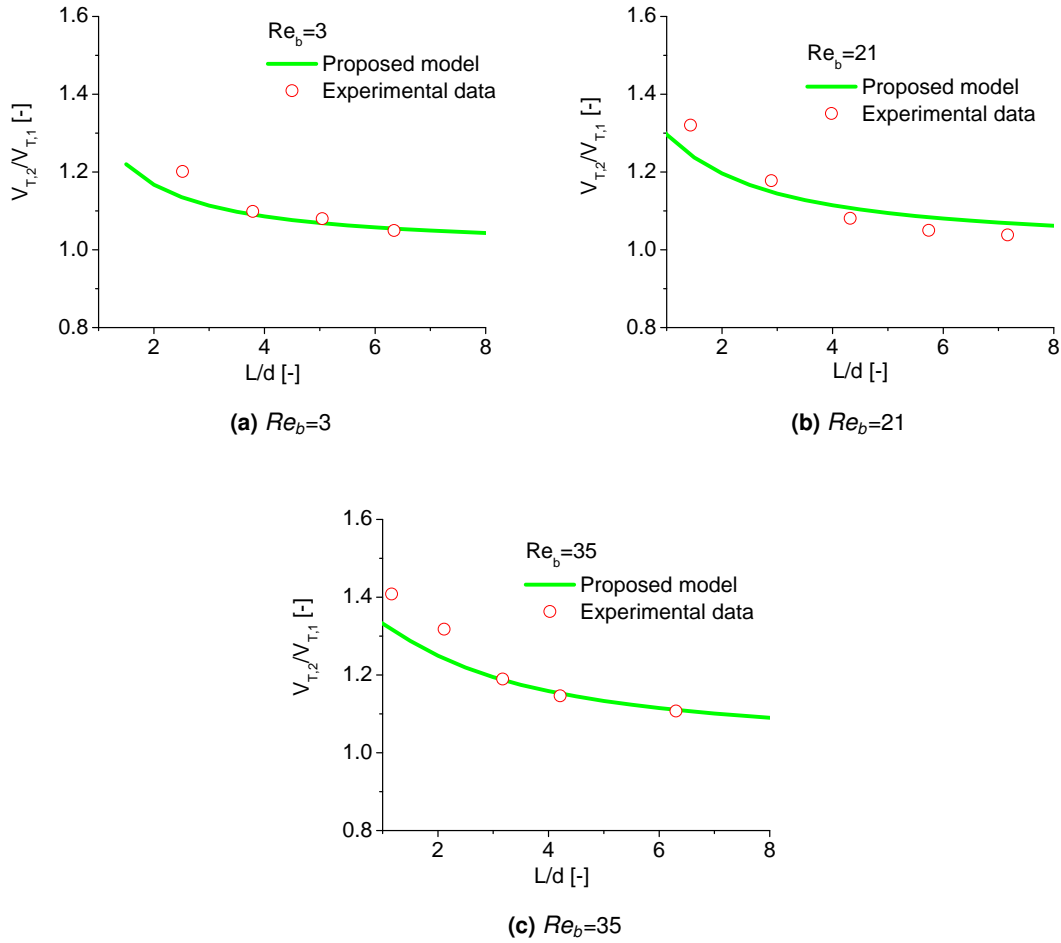 1.6
1.4
1.2
1.0
0.8
V_T,2/V_T,1 [-]
Re_b=3
Proposed model
Experimental data
2 4 6 8
L/d [-]
(a) Re_b=3
1.6
1.4
1.2
1.0
0.8
V_T,2/V_T,1 [-]
Re_b=21
Proposed model
Experimental data
2 4 6 8
L/d [-]
(b) Re_b=21
1.6
1.4
1.2
1.0
0.8
V_T,2/V_T,1 [-]
Re_b=35
Proposed model
Experimental data
2 4 6 8
L/d [-]
(c) Re_b=35